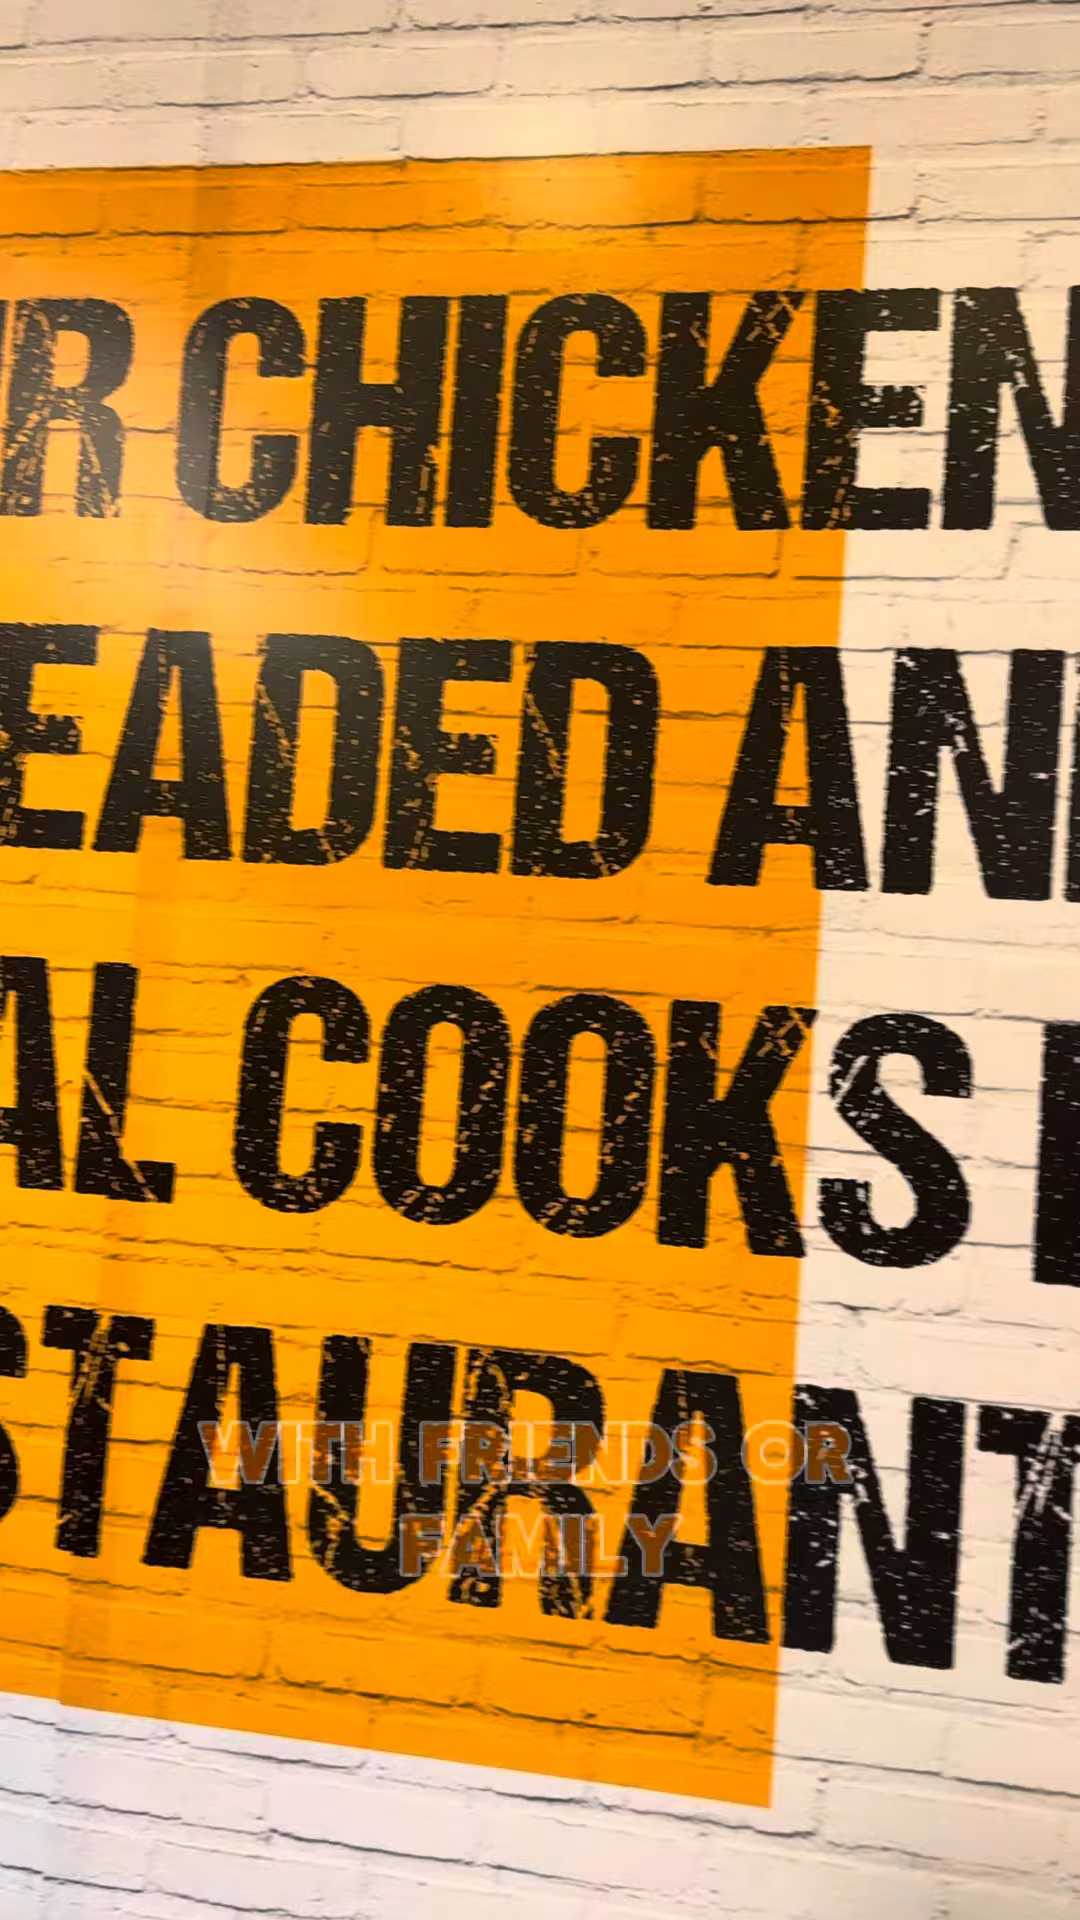 R CHICKEN
EADED AN
AL COOKS
STAURANT
WITH FRIENDS OR
FAMILY